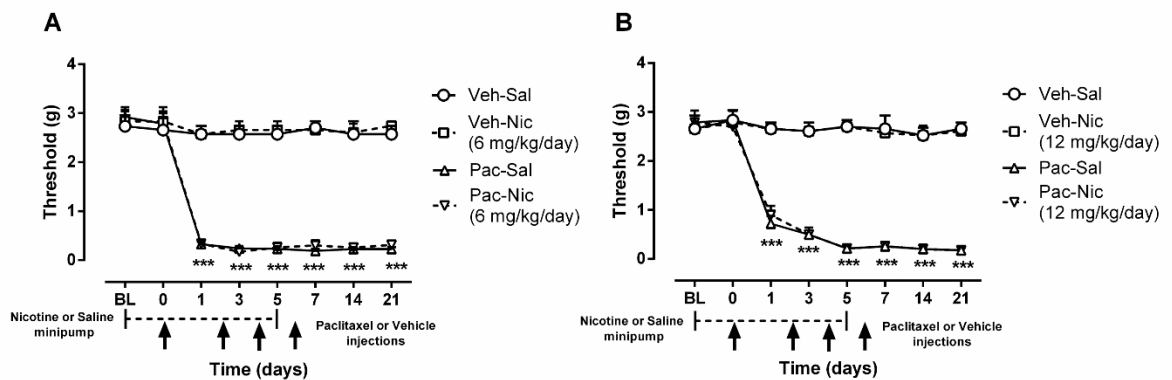 A
Threshold (g)
4
3
2
1
0
*** *** *** *** *** ***
BL 0 1 3 5 7 14 21
Nicotine or Saline
minipump
Paclitaxel or Vehicle
injections
Time (days)
Veh-Sal
Veh-Nic
(6 mg/kg/day)
Pac-Sal
Pac-Nic
(6 mg/kg/day)
B
Threshold (g)
4
3
2
1
0
*** *** *** *** *** ***
BL 0 1 3 5 7 14 21
Nicotine or Saline
minipump
Paclitaxel or Vehicle
injections
Time (days)
Veh-Sal
Veh-Nic
(12 mg/kg/day)
Pac-Sal
Pac-Nic
(12 mg/kg/day)